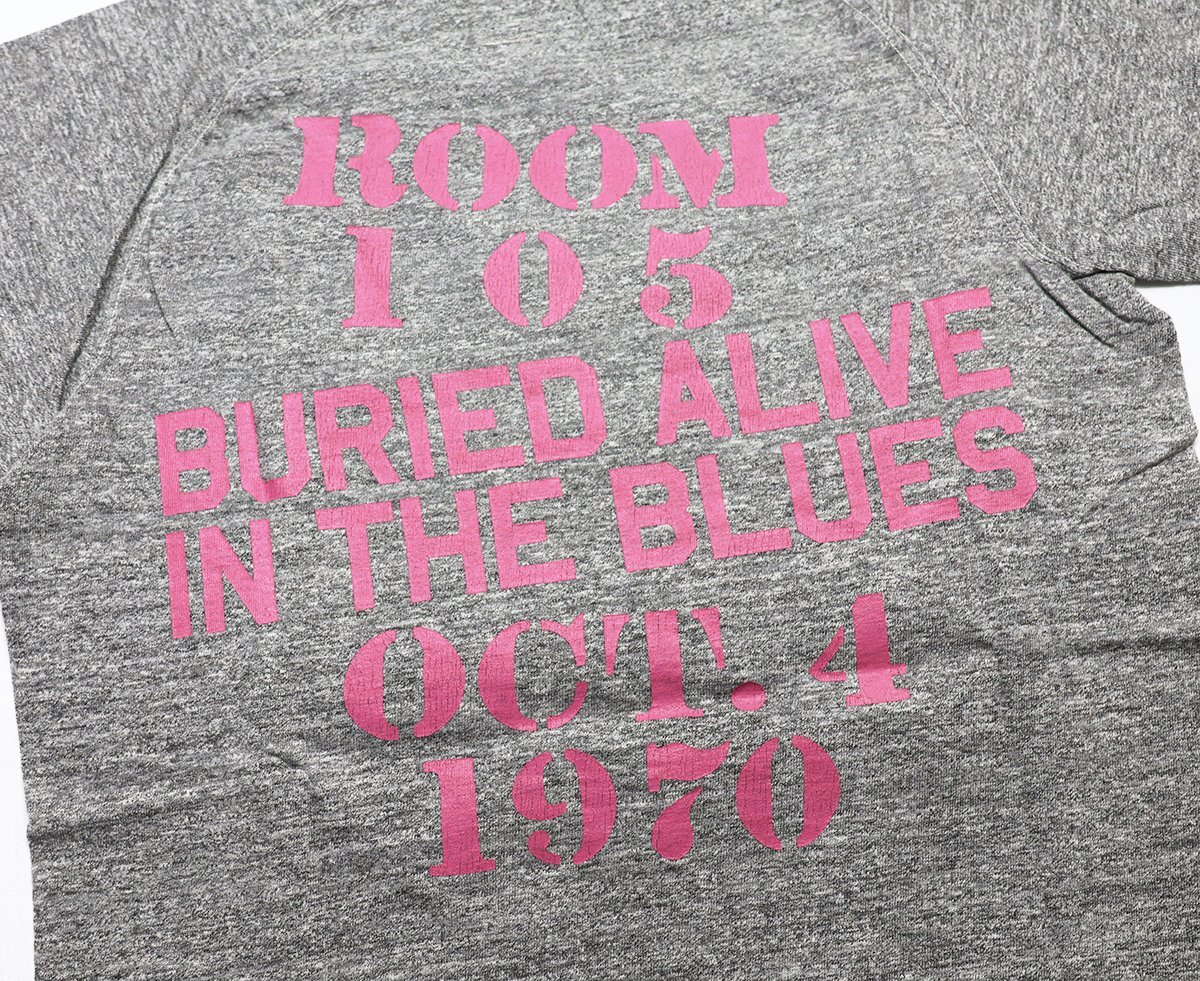 ROOM
105
BURIED ALIVE
IN THE BLUES
OCT. 4
1970